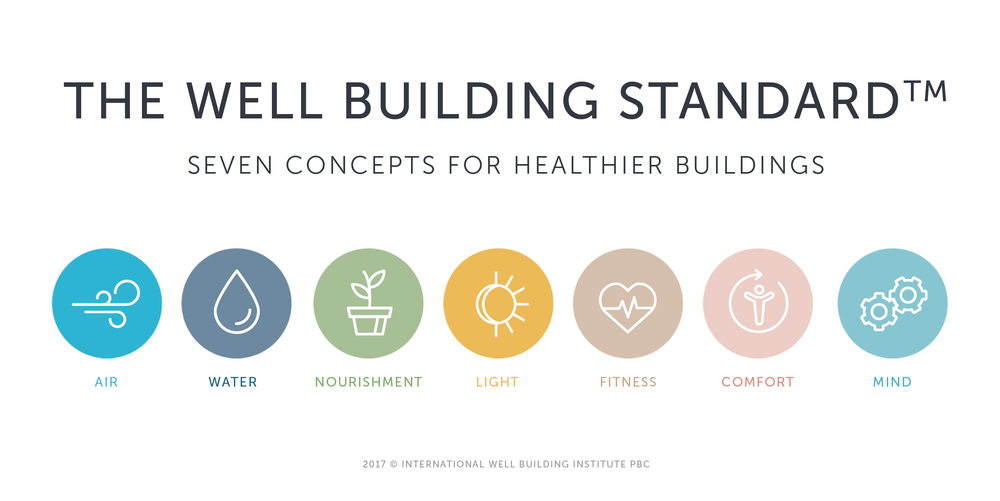 THE WELL BUILDING STANDARD™
SEVEN CONCEPTS FOR HEALTHIER BUILDINGS
AIR WATER NOURISHMENT LIGHT FITNESS COMFORT MIND
2017 © INTERNATIONAL WELL BUILDING INSTITUTE PBC